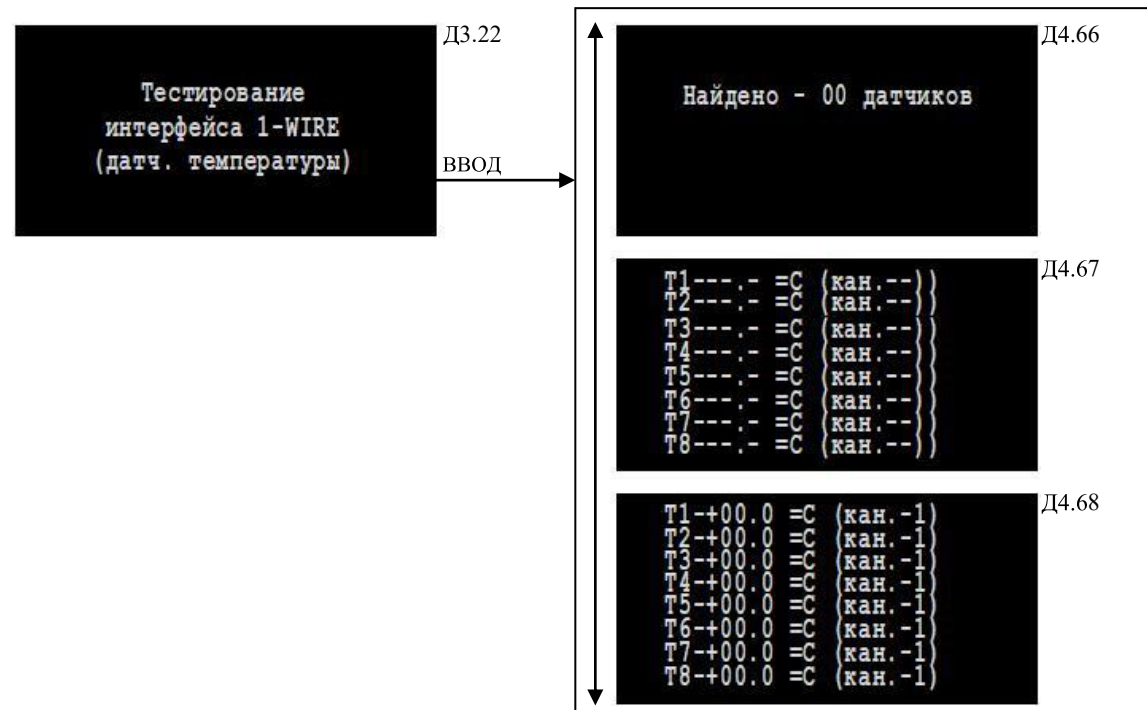 Д3.22
Тестирование
интерфейса 1-WIRE
(датч. температуры)
ВВОД
Д4.66
Найдено - 00 датчиков
Д4.67
T1---.- =C (кан.--))
T2---.- =C (кан.--))
T3---.- =C (кан.--))
T4---.- =C (кан.--))
T5---.- =C (кан.--))
T6---.- =C (кан.--))
T7---.- =C (кан.--))
T8---.- =C (кан.--))
Д4.68
T1-+00.0 =C (кан.-1)
T2-+00.0 =C (кан.-1)
T3-+00.0 =C (кан.-1)
T4-+00.0 =C (кан.-1)
T5-+00.0 =C (кан.-1)
T6-+00.0 =C (кан.-1)
T7-+00.0 =C (кан.-1)
T8-+00.0 =C (кан.-1)